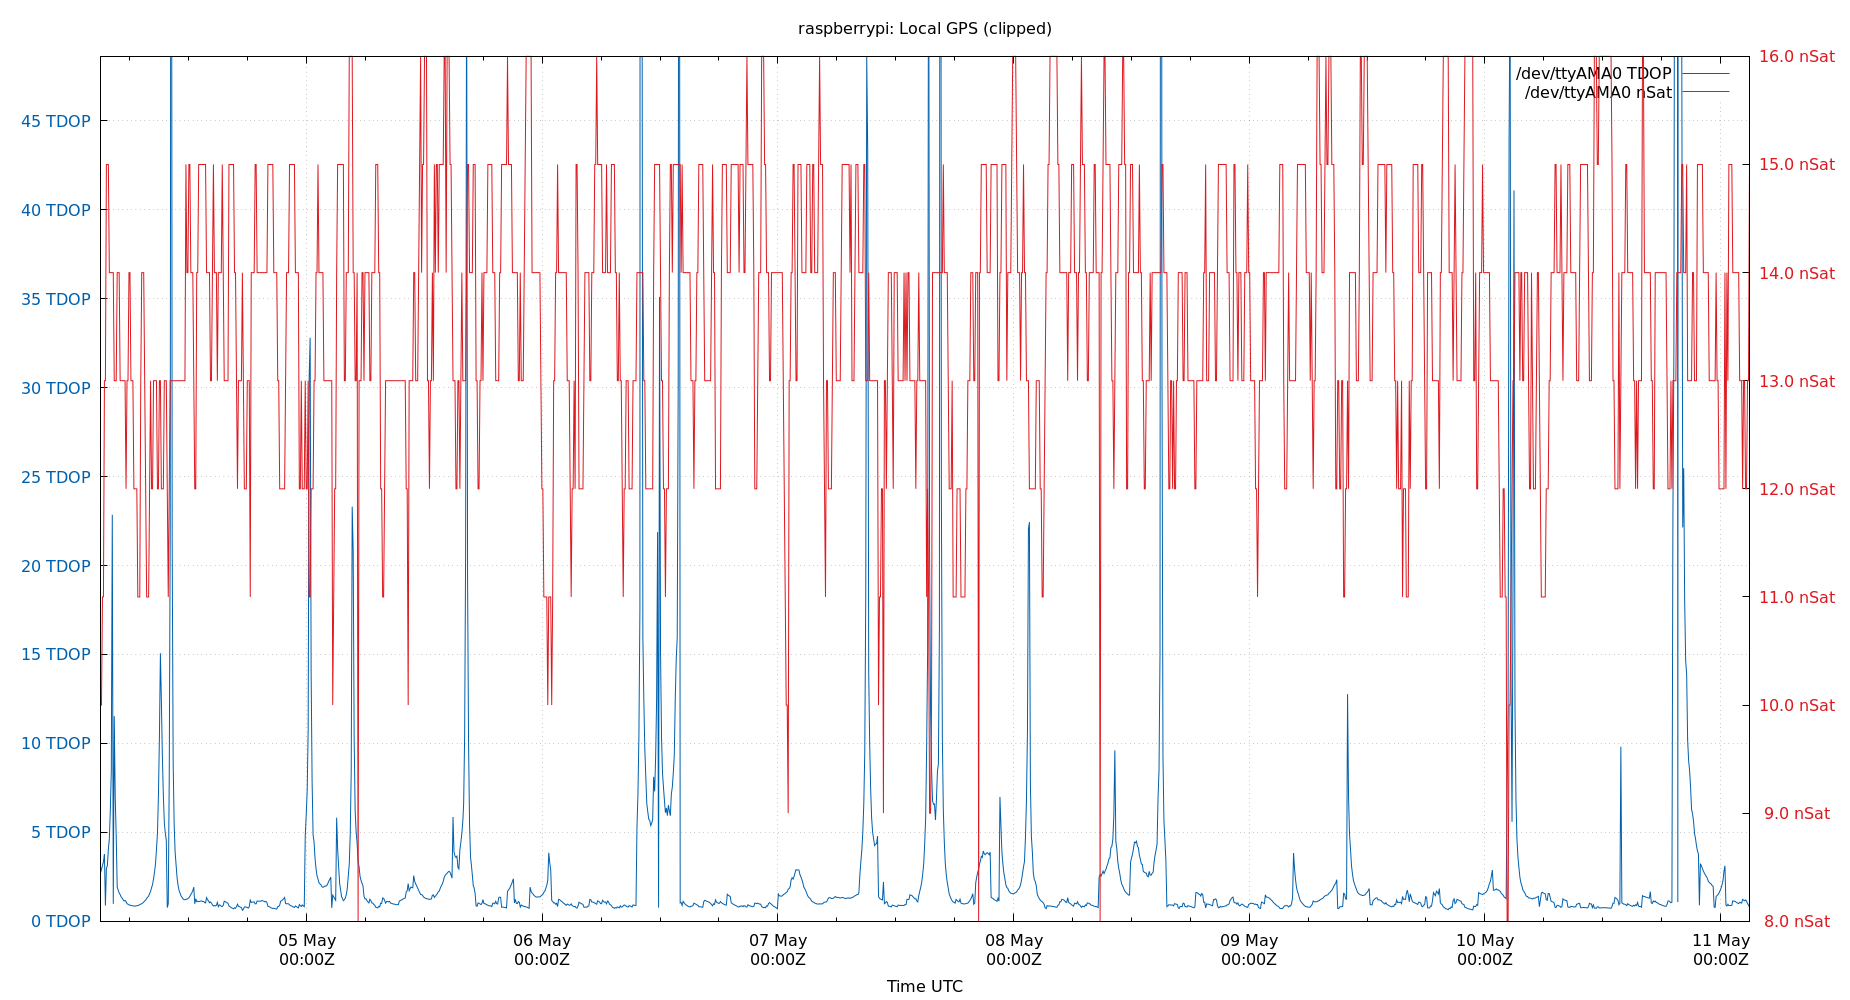 raspberrypi: Local GPS (clipped)
16.0 nSat
/dev/ttyAMA0 TDOP
/dev/ttyAMA0 nSat
45 TDOP
15.0 nSat
40 TDOP
14.0 nSat
35 TDOP
13.0 nSat
30 TDOP
25 TDOP
12.0 nSat
20 TDOP
11.0 nSat
15 TDOP
10.0 nSat
10 TDOP
9.0 nSat
5 TDOP
0 TDOP
8.0 nSat
05 May 06 May 07 May 08 May 09 May 10 May 11 May
00:00Z 00:00Z 00:00Z 00:00Z 00:00Z 00:00Z 00:00Z
Time UTC